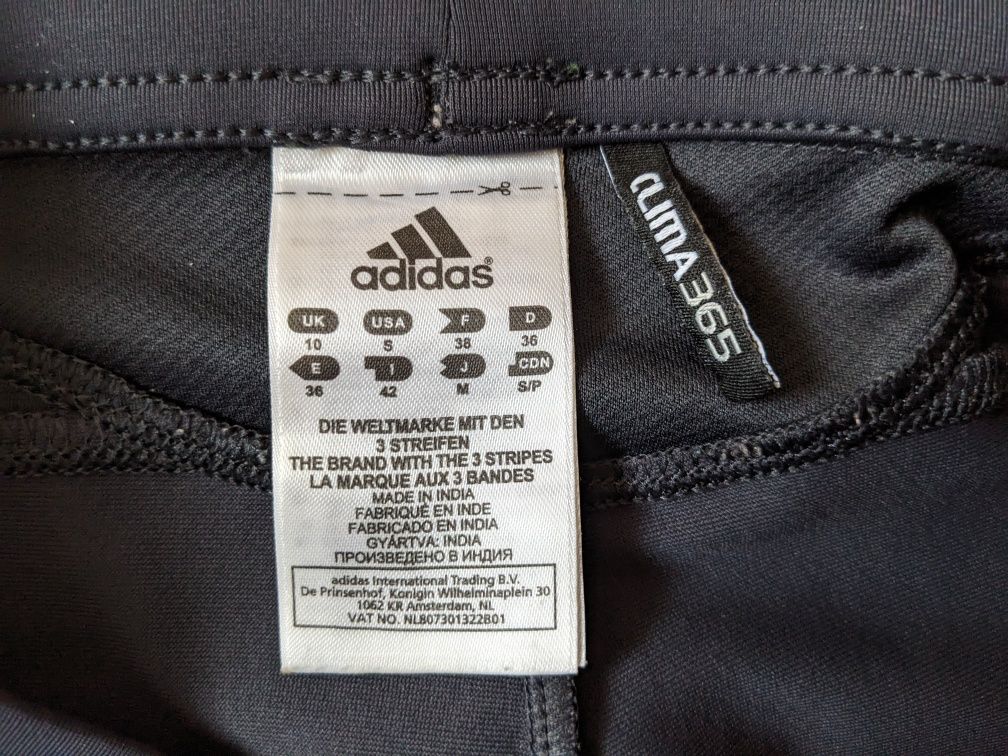 adidas®
UK USA F D
10 S 38 36
E I J CDN
36 42 M S/P
DIE WELTMARKE MIT DEN
3 STREIFEN
THE BRAND WITH THE 3 STRIPES
LA MARQUE AUX 3 BANDES
MADE IN INDIA
FABRIQUÉ EN INDE
FABRICADO EN INDIA
GYÁRTVA: INDIA
ПРОИЗВЕДЕНО В ИНДИЯ
adidas International Trading B.V.
De Prinsenhof, Konigin Wilhelminaplein 30
1062 KR Amsterdam, NL
VAT NO. NL807301322B01
CLIMA365